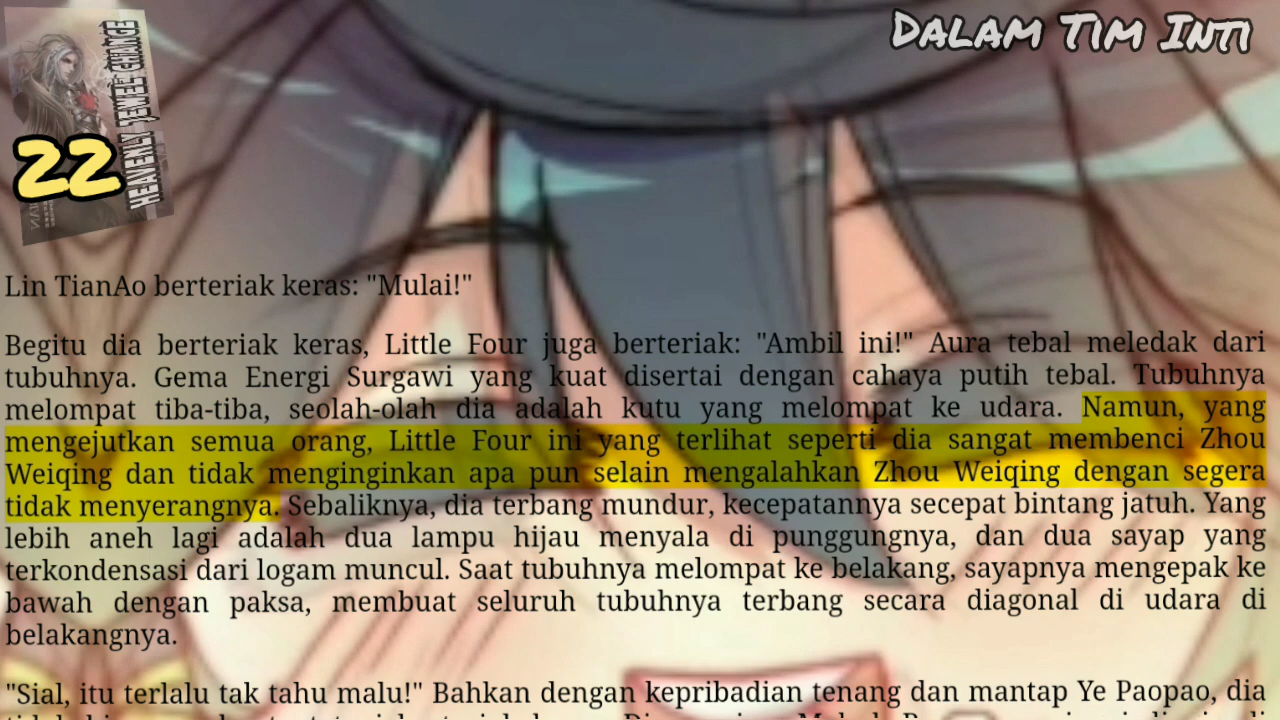 Dalam Tim Inti
HEAVENLY JEWEL CHANGE
22
Lin TianAo berteriak keras: "Mulai!"
Begitu dia berteriak keras, Little Four juga berteriak: "Ambil ini!" Aura tebal meledak dari
tubuhnya. Gema Energi Surgawi yang kuat disertai dengan cahaya putih tebal. Tubuhnya
melompat tiba-tiba, seolah-olah dia adalah kutu yang melompat ke udara. Namun, yang
mengejutkan semua orang, Little Four ini yang terlihat seperti dia sangat membenci Zhou
Weiqing dan tidak menginginkan apa pun selain mengalahkan Zhou Weiqing dengan segera
tidak menyerangnya. Sebaliknya, dia terbang mundur, kecepatannya secepat bintang jatuh. Yang
lebih aneh lagi adalah dua lampu hijau menyala di punggungnya, dan dua sayap yang
terkondensasi dari logam muncul. Saat tubuhnya melompat ke belakang, sayapnya mengepak ke
bawah dengan paksa, membuat seluruh tubuhnya terbang secara diagonal di udara di
belakangnya.
"Sial, itu terlalu tak tahu malu!" Bahkan dengan kepribadian tenang dan mantap Ye Paopao, dia